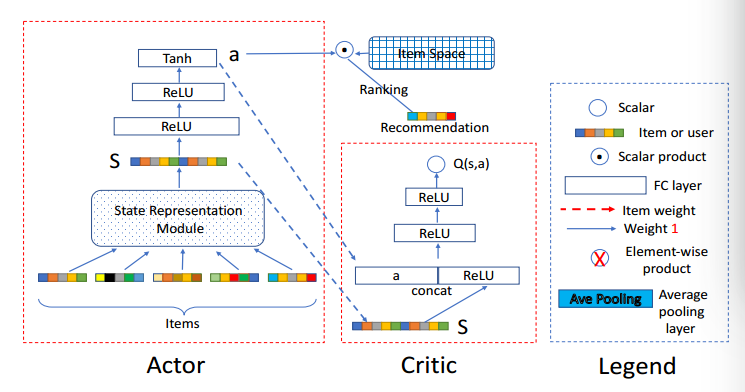 Tanh
a
ReLU
ReLU
S
State Representation
Module
Items
Actor
Item Space
Ranking
Recommendation
Q(s,a)
ReLU
ReLU
a
ReLU
concat
S
Critic
Scalar
Item or user
Scalar product
FC layer
Item weight
Weight 1
X
Element-wise
product
Ave Pooling
Average
pooling
layer
Legend